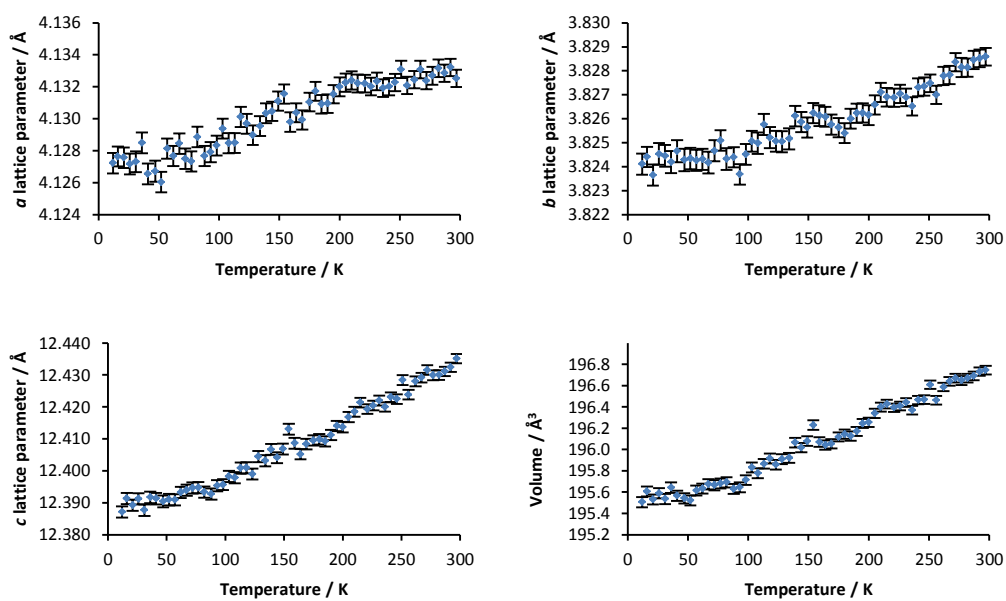 4.136
4.134
4.132
4.130
4.128
4.126
4.124
a lattice parameter / Å
0 50 100 150 200 250 300
Temperature / K
3.830
3.829
3.828
3.827
3.826
3.825
3.824
3.823
3.822
b lattice parameter / Å
0 50 100 150 200 250 300
Temperature / K
12.440
12.430
12.420
12.410
12.400
12.390
12.380
c lattice parameter / Å
0 50 100 150 200 250 300
Temperature / K
196.8
196.6
196.4
196.2
196.0
195.8
195.6
195.4
195.2
Volume / Å³
0 50 100 150 200 250 300
Temperature / K